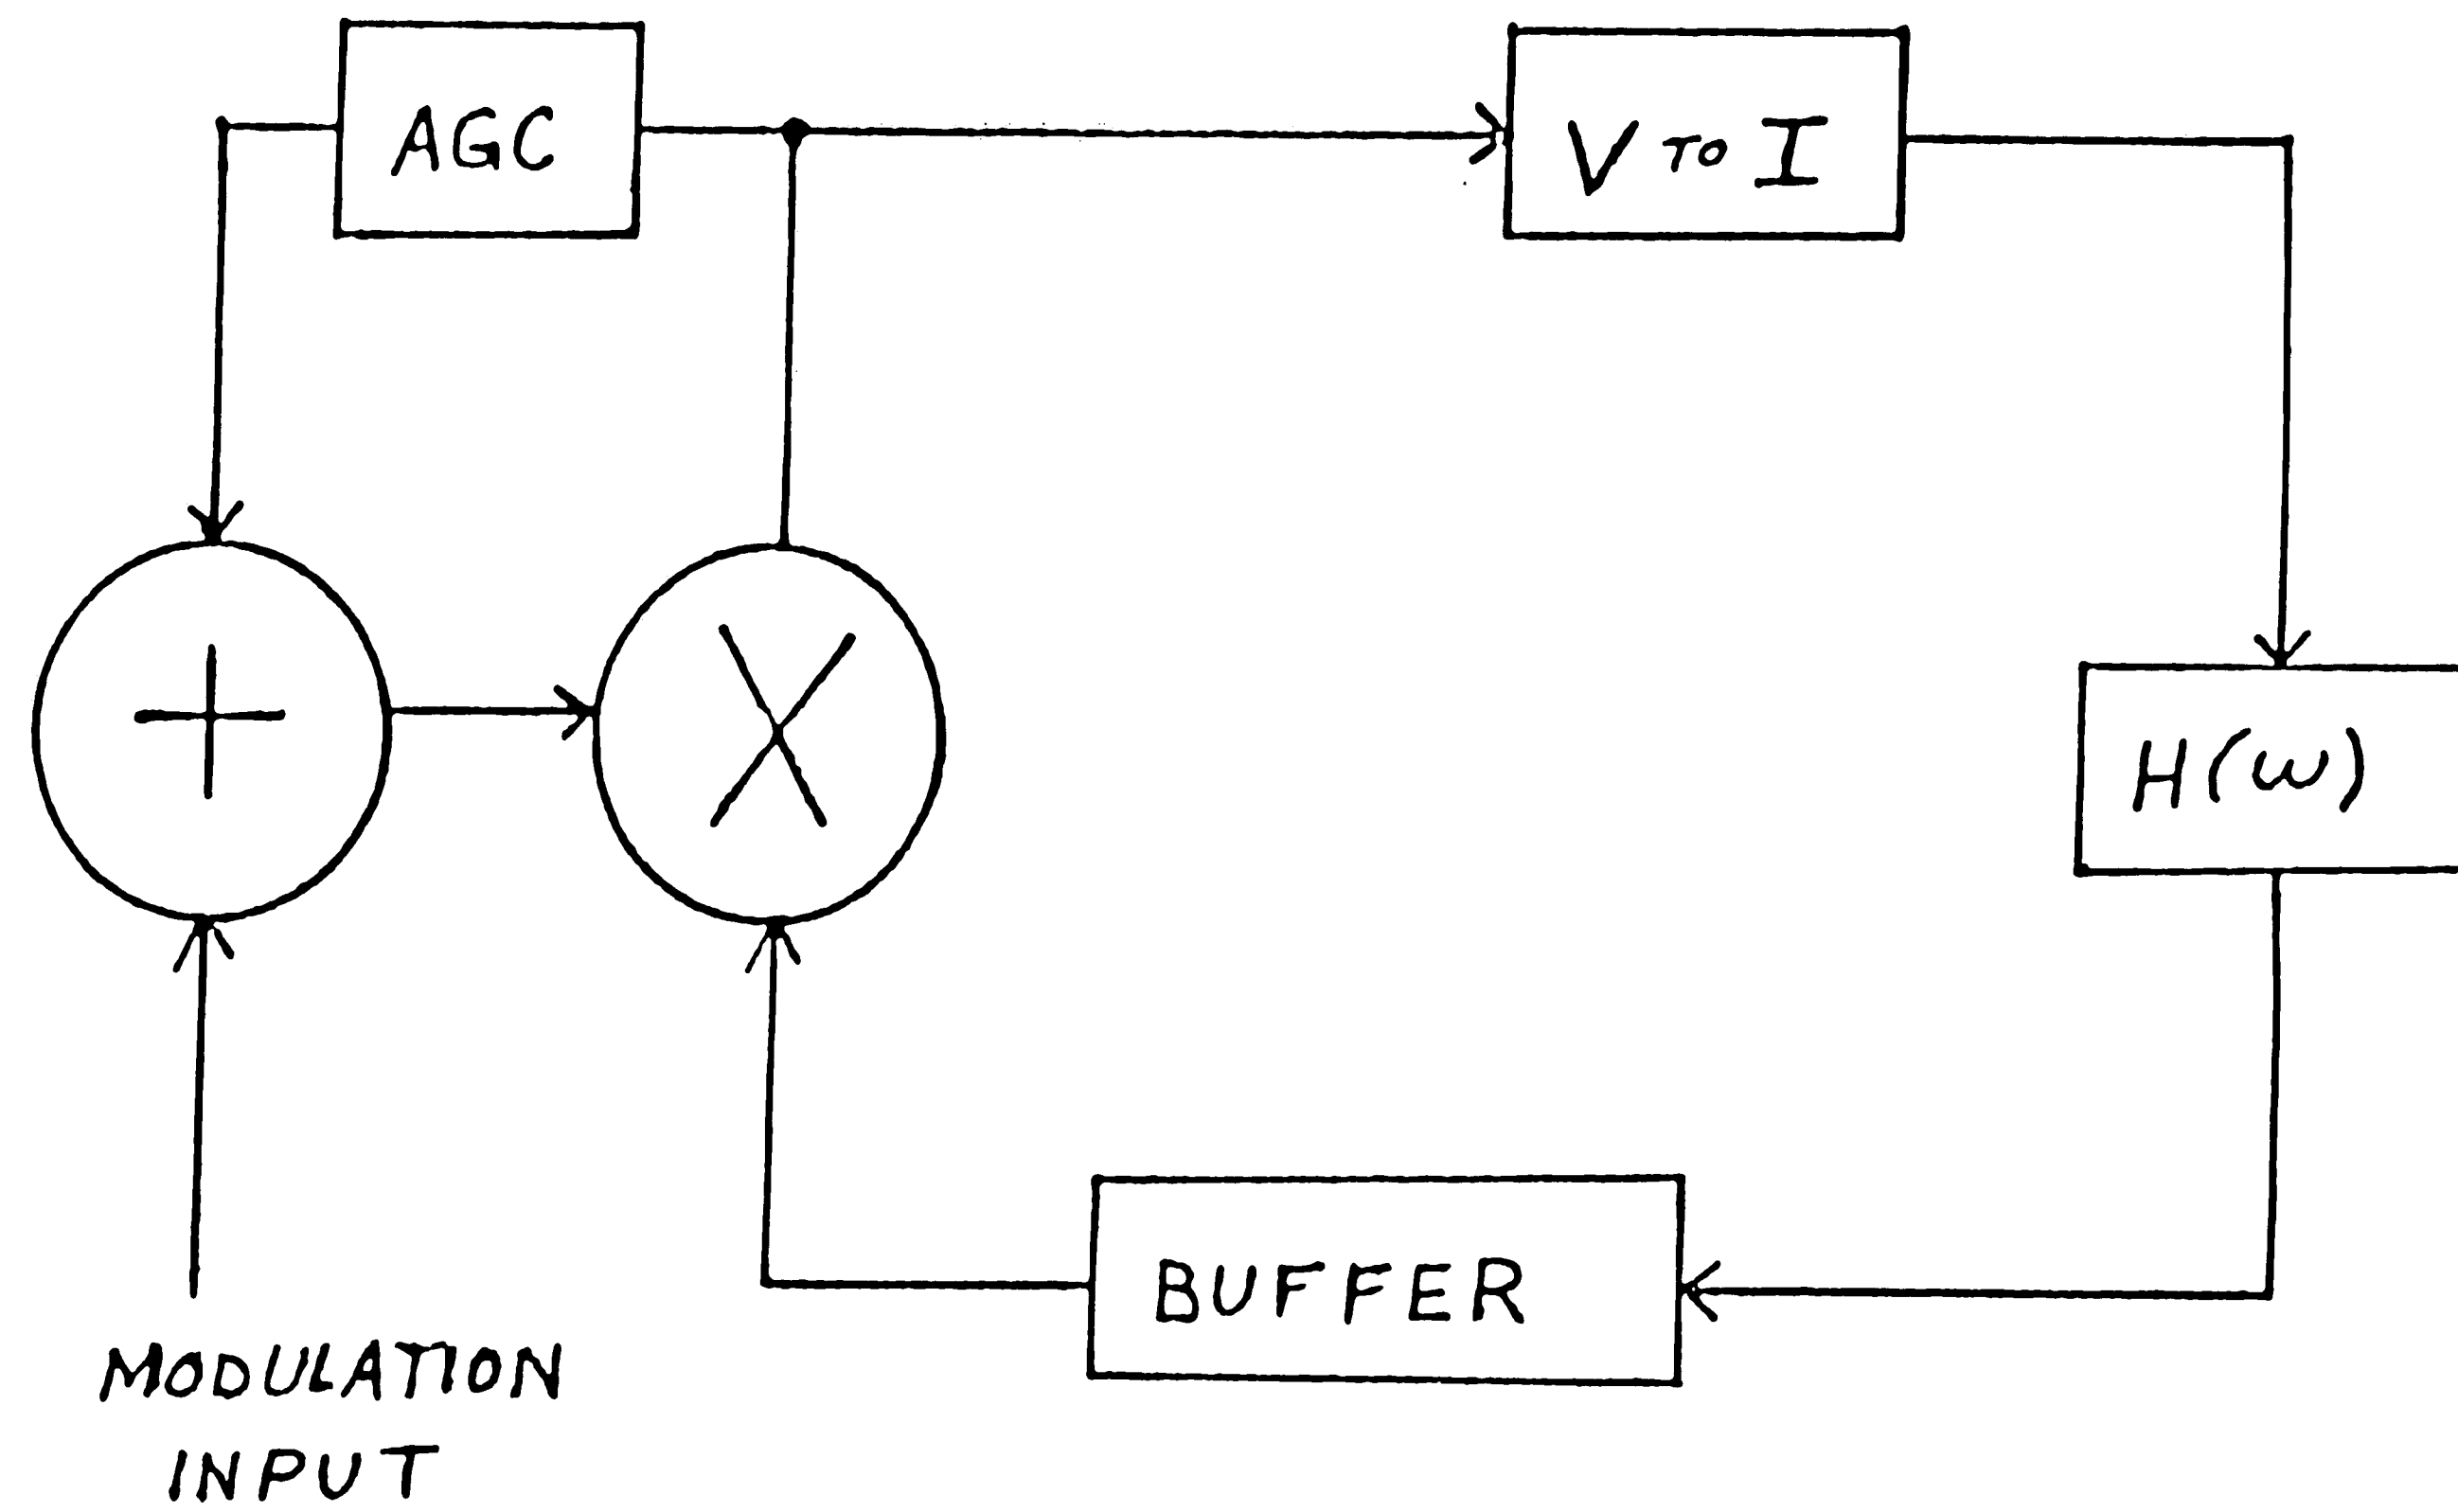 AGC
V TO I
+
X
H(ω)
BUFFER
MODULATION
INPUT